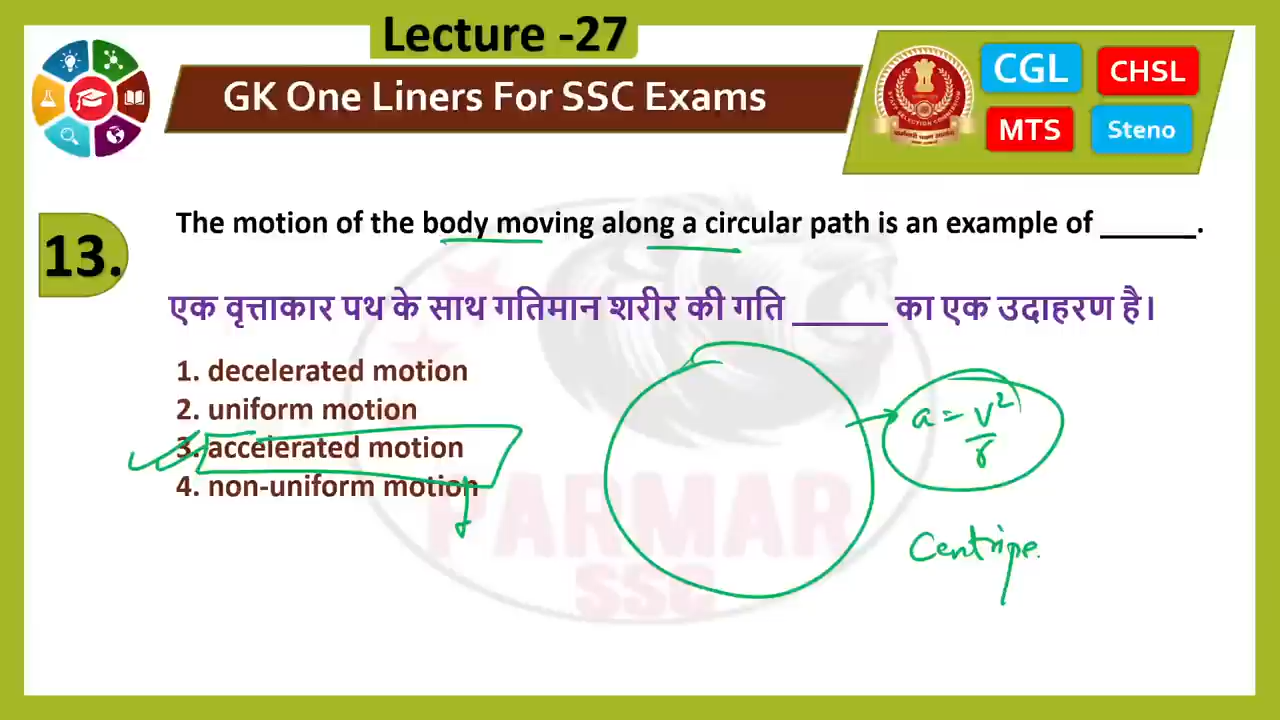 Lecture -27
GK One Liners For SSC Exams
CGL
CHSL
MTS
Steno
13.
The motion of the body moving along a circular path is an example of ______.
एक वृत्ताकार पथ के साथ गतिमान शरीर की गति ______ का एक उदाहरण है।
1. decelerated motion
2. uniform motion
3. accelerated motion
4. non-uniform motion
a = v²
r
Centripe.
PARMAR
SSC